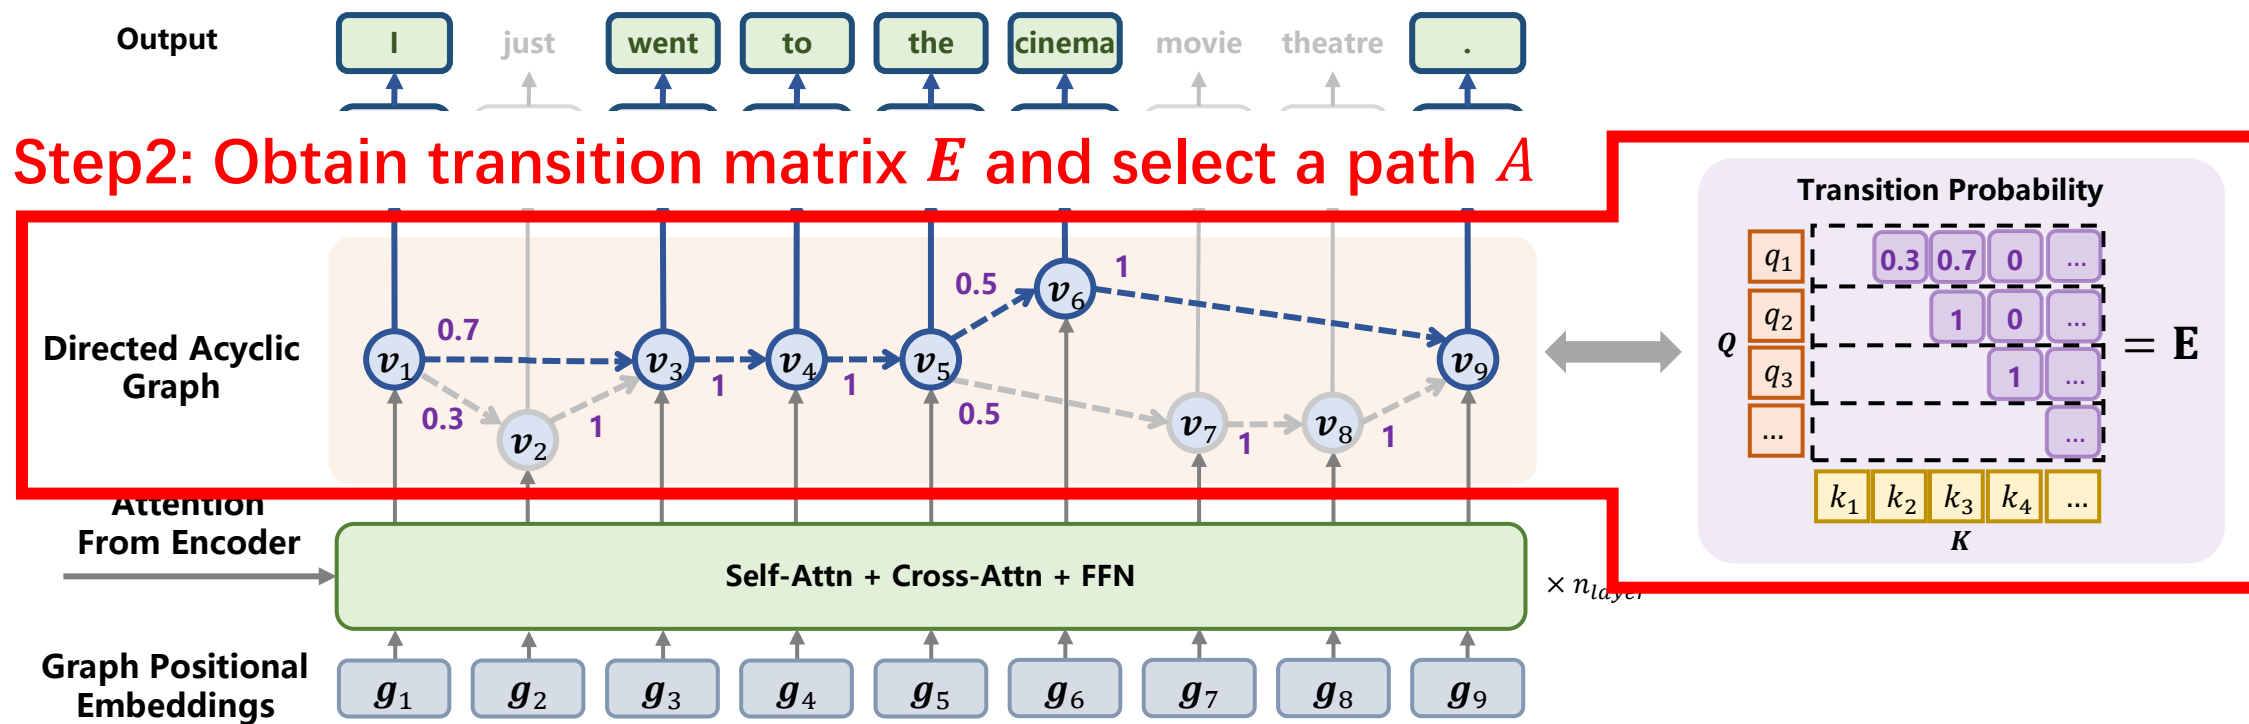 Output
I just went to the cinema movie theatre .
Step2: Obtain transition matrix E and select a path A
Transition Probability
q1 0.3 0.7 0 ...
q2 1 0 ...
Q = E
q3 1 ...
... ...
k1 k2 k3 k4 ...
K
Directed Acyclic
Graph
v1 v2 v3 v4 v5 v6 v7 v8 v9
0.7 0.3 1 1 1 0.5 0.5 1 1 1
Attention
From Encoder
Self-Attn + Cross-Attn + FFN
× nlayer
Graph Positional
Embeddings
g1 g2 g3 g4 g5 g6 g7 g8 g9